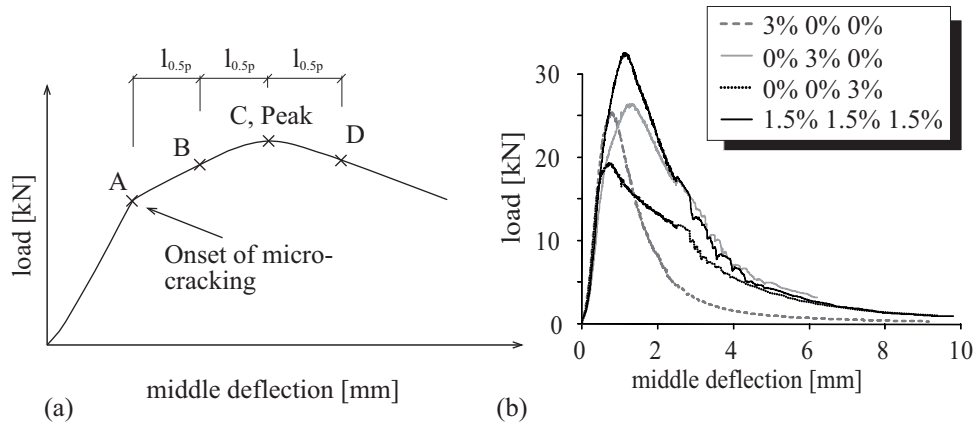 l0.5p l0.5p l0.5p
C, Peak
B
D
A
Onset of micro-
cracking
load [kN]
middle deflection [mm]
(a)
3% 0% 0%
0% 3% 0%
0% 0% 3%
1.5% 1.5% 1.5%
30
20
10
0
load [kN]
0 2 4 6 8 10
middle deflection [mm]
(b)